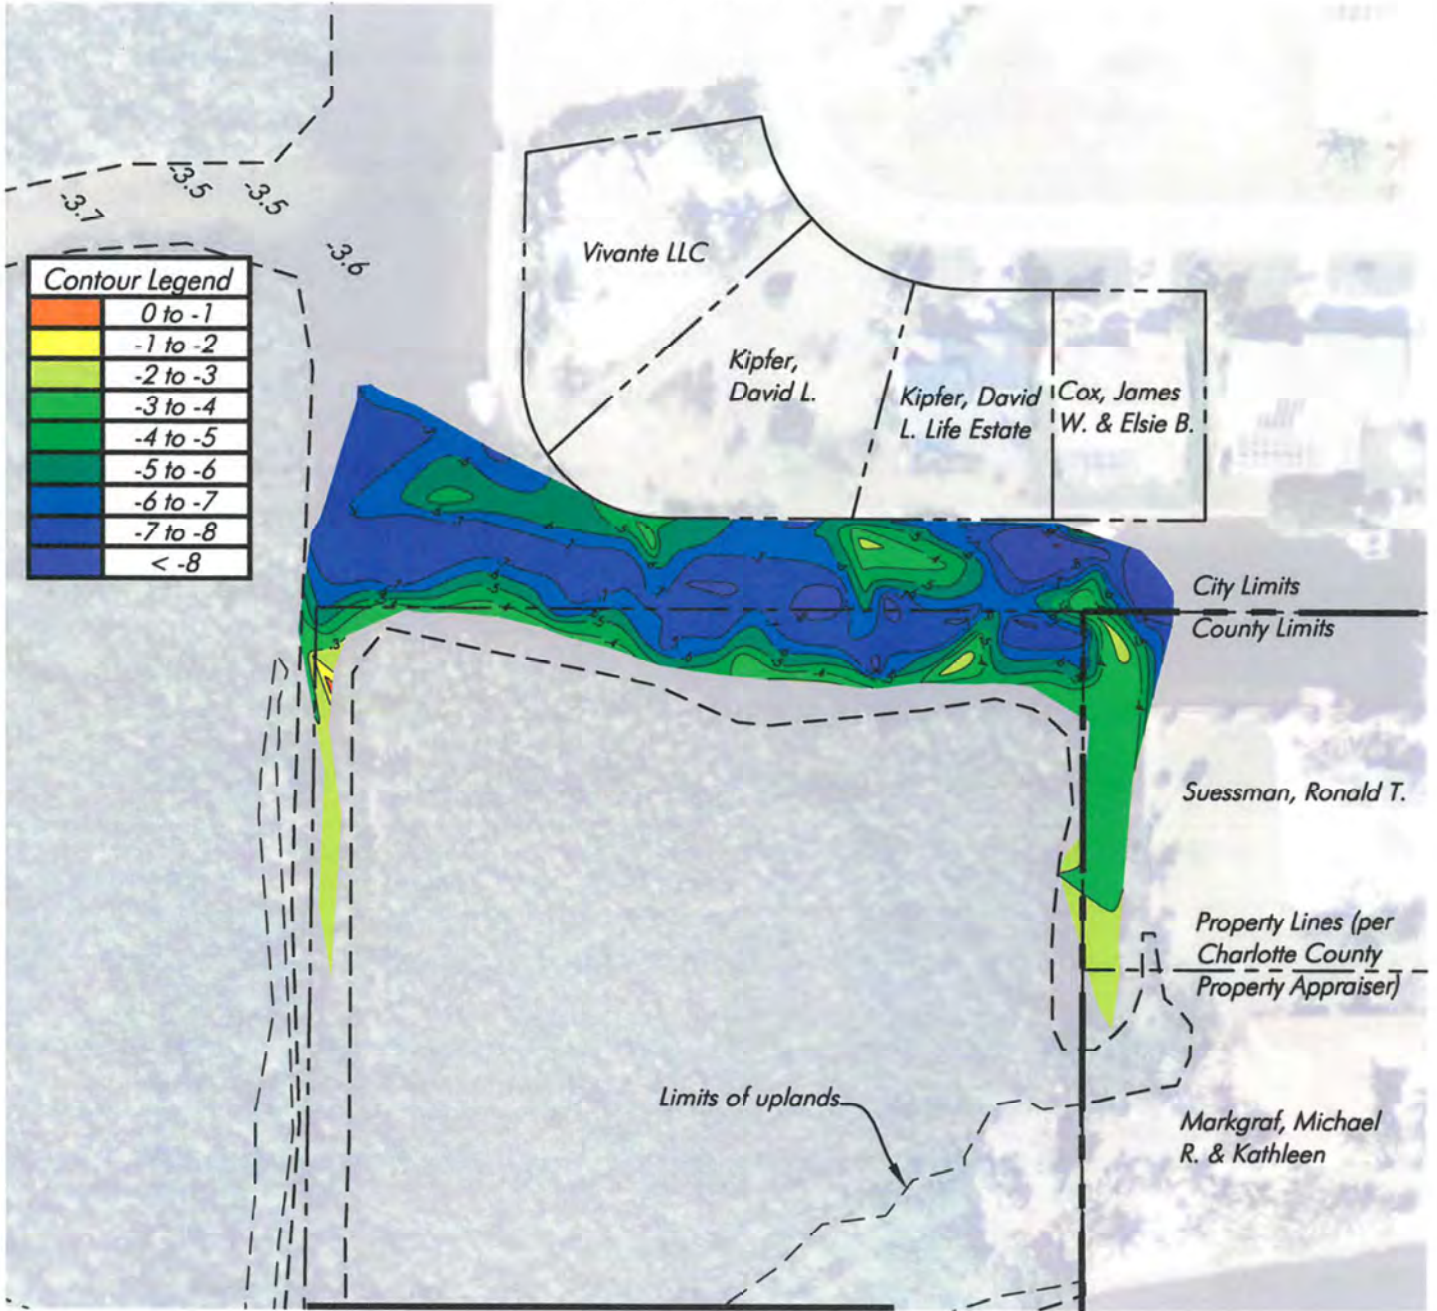 -3.5
-3.5
-3.7
-3.6
Contour Legend
0 to -1
-1 to -2
-2 to -3
-3 to -4
-4 to -5
-5 to -6
-6 to -7
-7 to -8
< -8
Vivante LLC
Kipfer,
David L.
Kipfer, David
L. Life Estate
Cox, James
W. & Elsie B.
City Limits
County Limits
Suessman, Ronald T.
Property Lines (per
Charlotte County
Property Appraiser)
Limits of uplands
Markgraf, Michael
R. & Kathleen